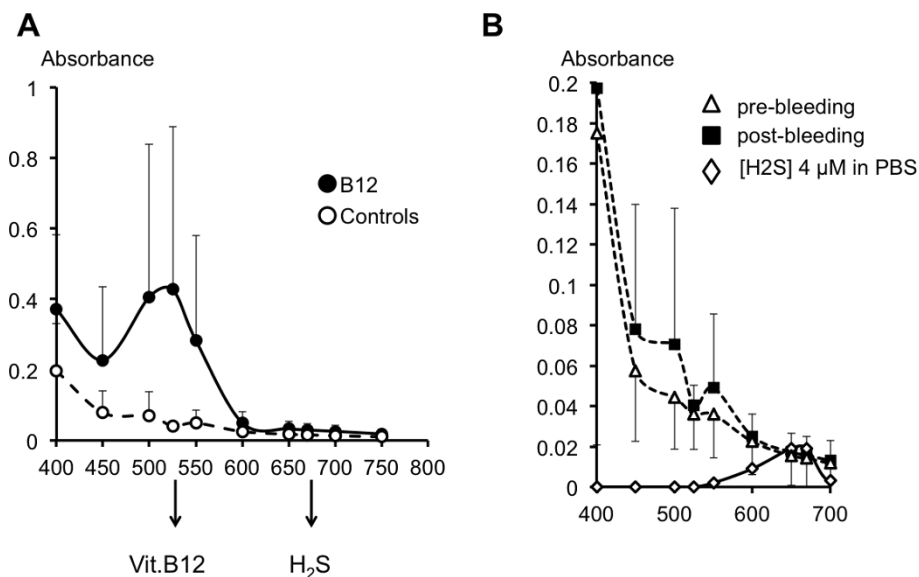 A
Absorbance
1
0.8
0.6
0.4
0.2
0
400 450 500 550 600 650 700 750 800
B12
Controls
Vit.B12
H₂S
B
Absorbance
0.2
0.18
0.16
0.14
0.12
0.1
0.08
0.06
0.04
0.02
0
400 500 600 700
pre-bleeding
post-bleeding
[H2S] 4 µM in PBS